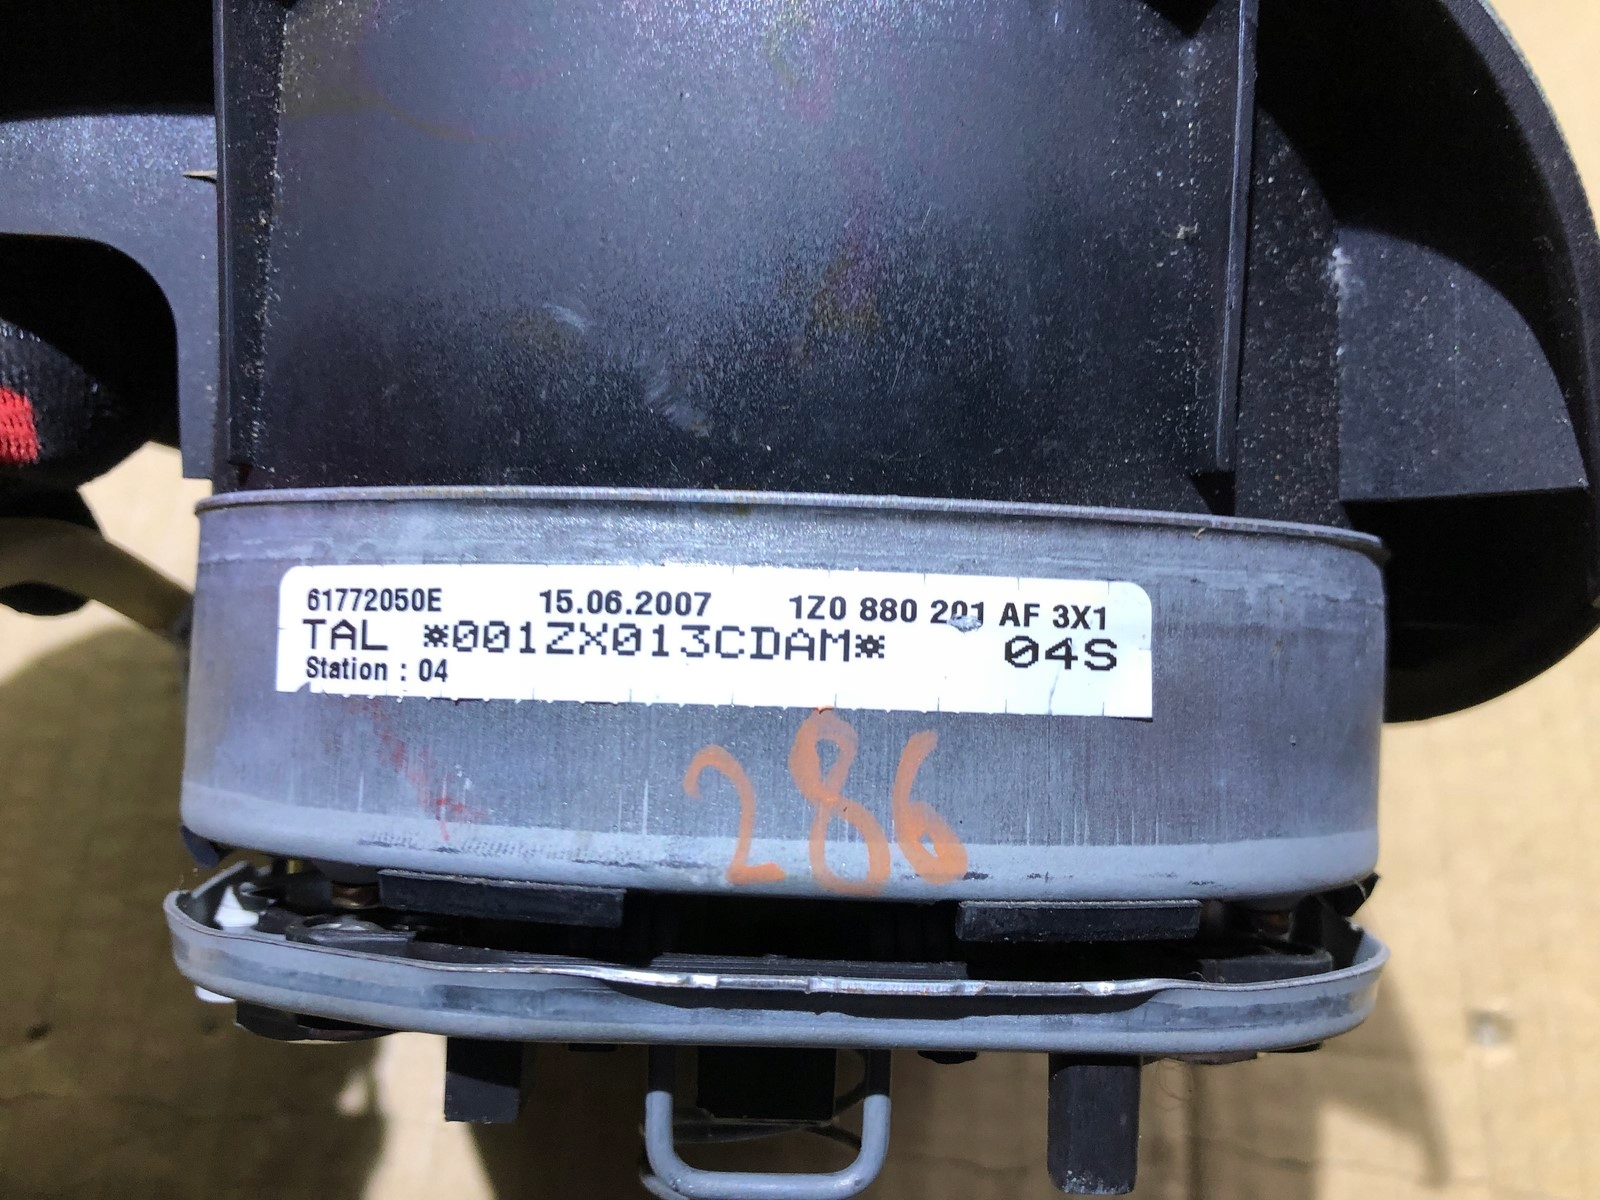 61772050E 15.06.2007 1Z0 880 201 AF 3X1
TAL *001ZX013CDAM* 04S
Station : 04
286